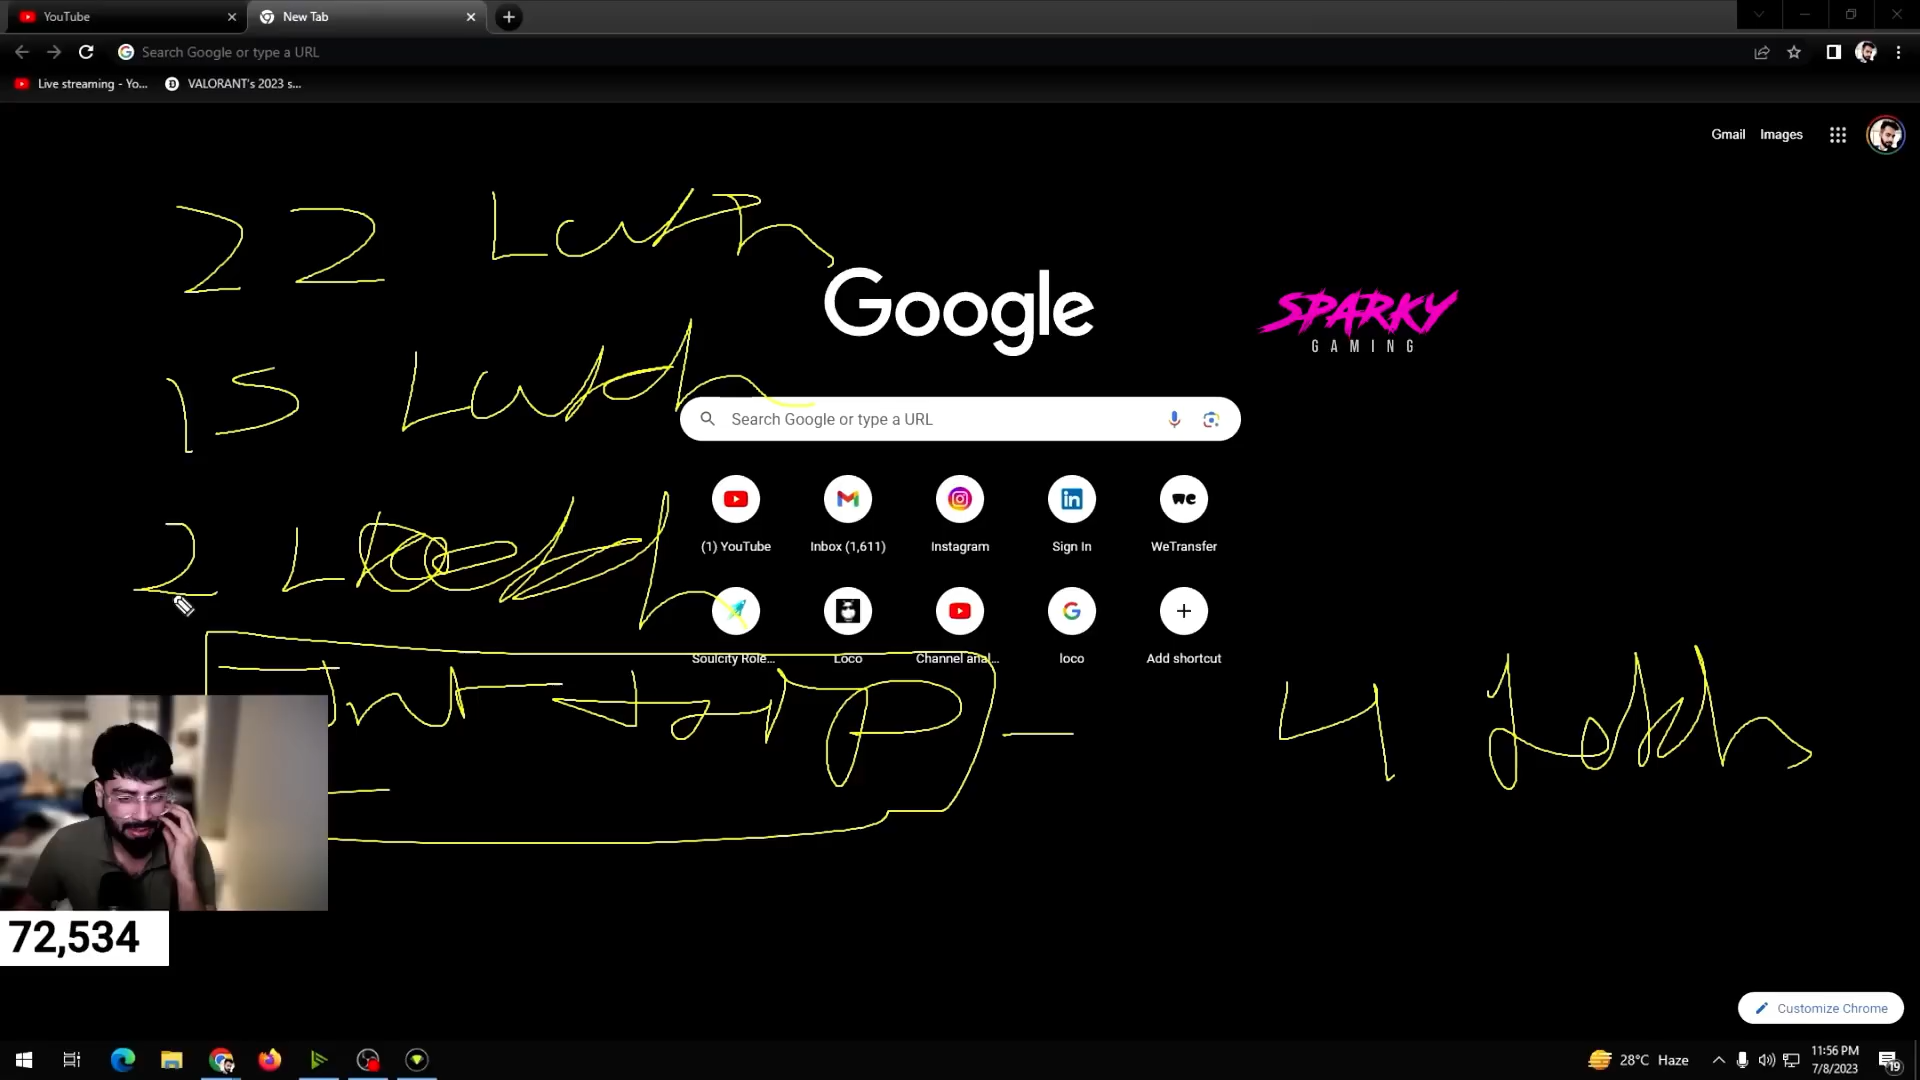 YouTube
New Tab
Search Google or type a URL
Live streaming - Yo...
VALORANT's 2023 s...
Gmail Images
22 Lakh
Google
SPARKY
GAMING
15 Lakh
Search Google or type a URL
2 Lakh
(1) YouTube Inbox (1,611) Instagram Sign In WeTransfer
Soulcity Role... Loco Channel anal... loco Add shortcut
4 Lakh
72,534
Customize Chrome
28°C Haze
11:56 PM
7/8/2023
19